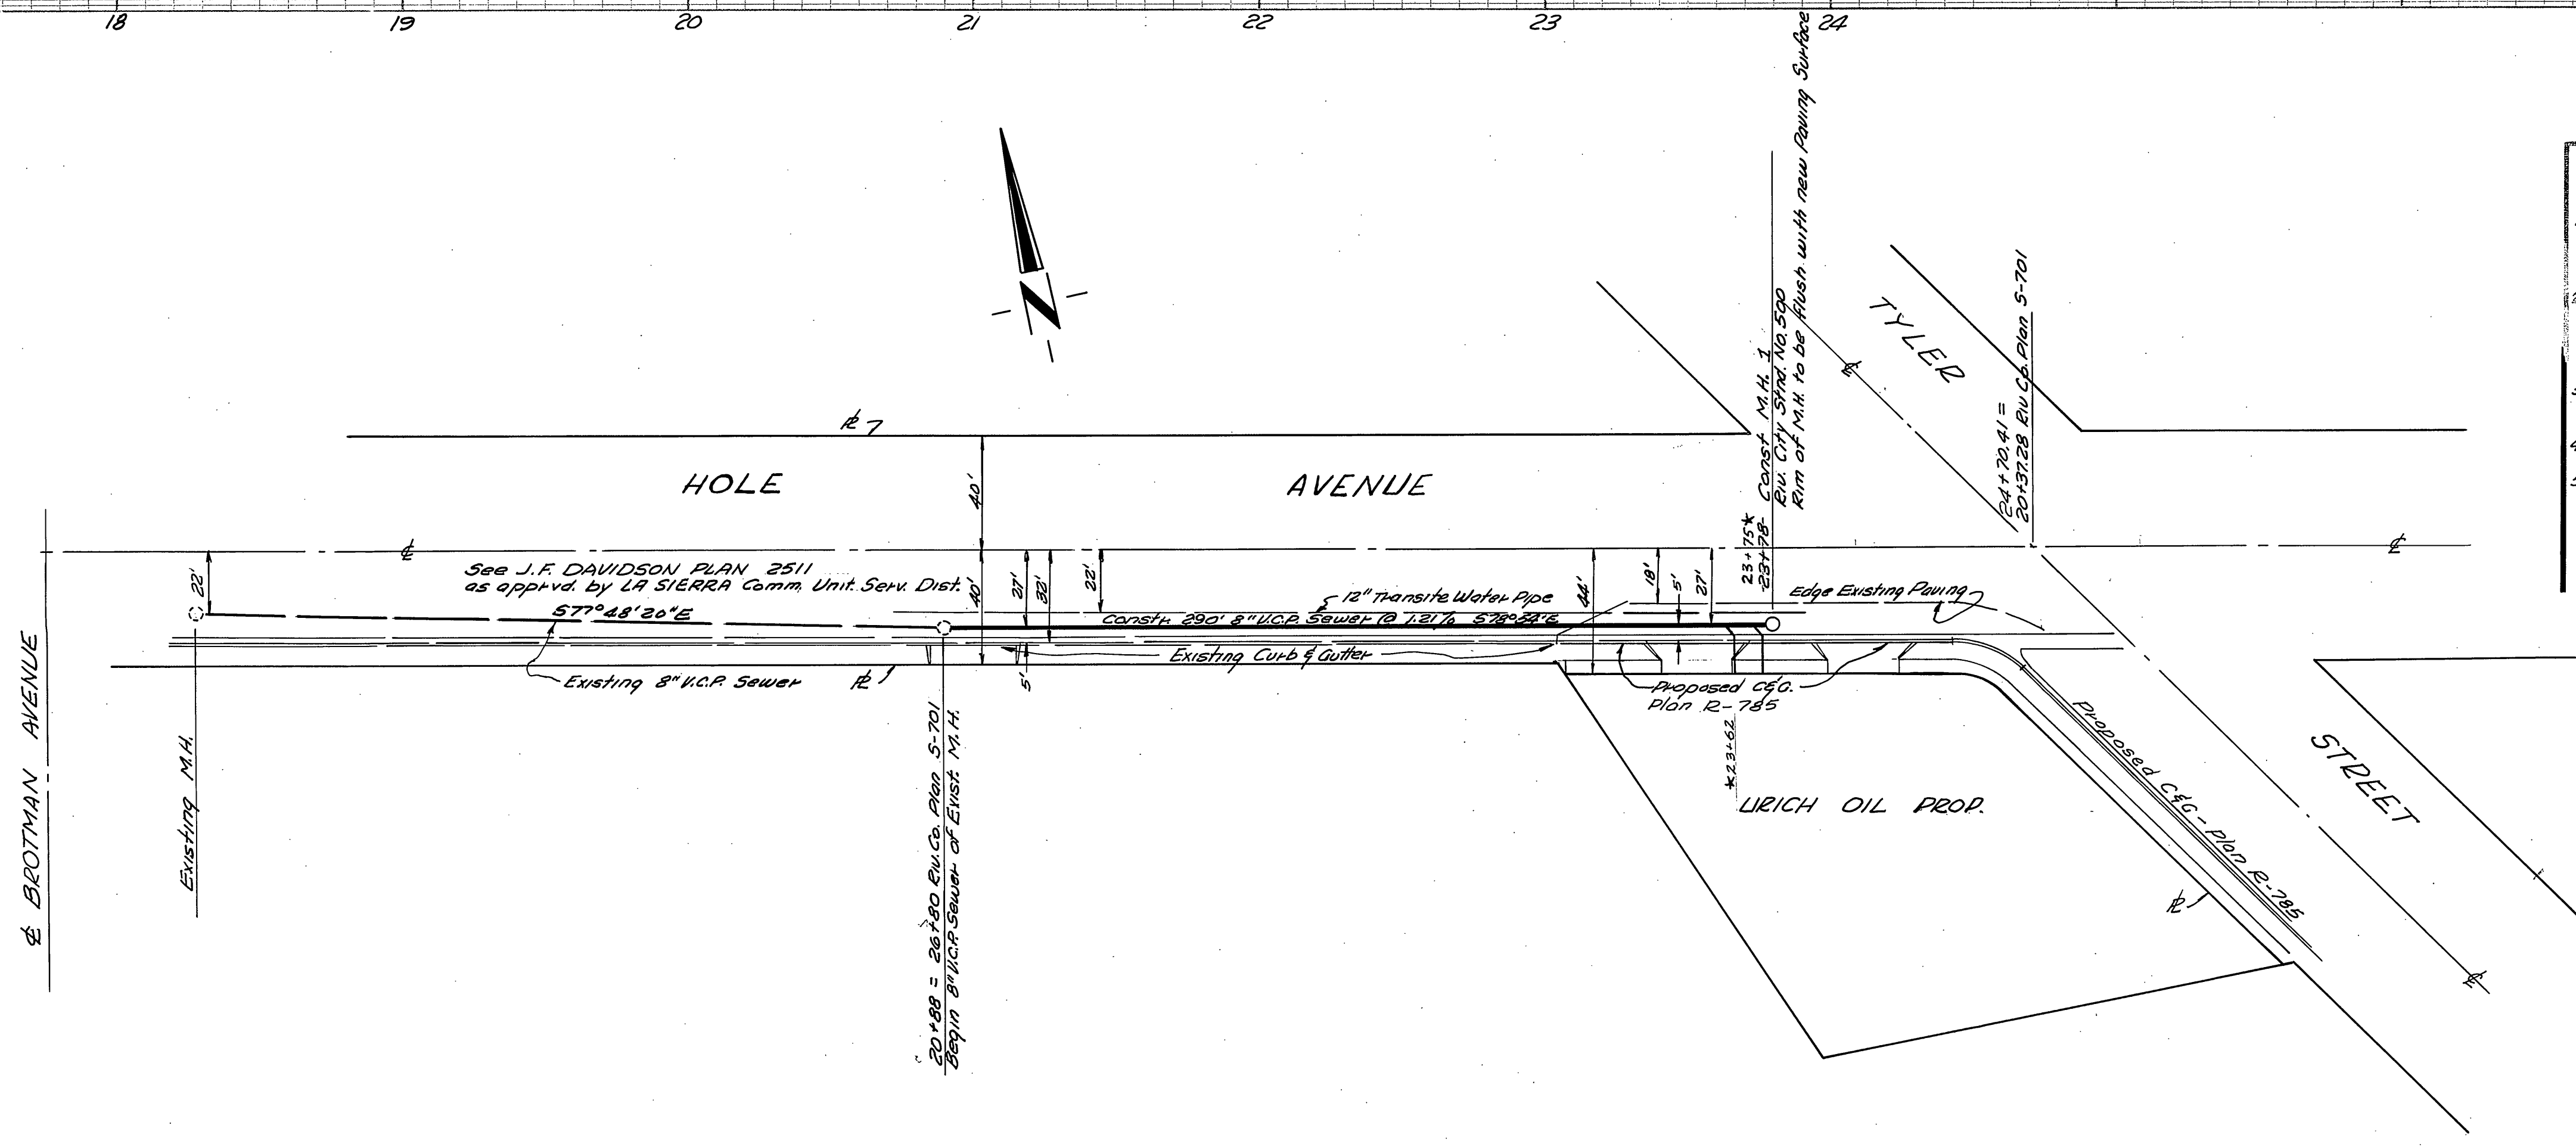 18 19 20 21 22 23 24
N
TYLER
STREET
HOLE AVENUE
℄ BROTMAN AVENUE
Existing M.H.
22'
See J.F. DAVIDSON PLAN 2511
as apprvd. by LA SIERRA Comm. Unit. Serv. Dist.
S77°48'20"E
Existing 8" V.C.P. Sewer
20+88 = 26+80 Riv. Co. Plan S-701
Begin 8" V.C.P. Sewer of Exist. M.H.
40'
40'
27'
32'
22'
5'
12" Transite Water Pipe
Constr. 290' 8" V.C.P. Sewer @ 1.21% S78°54'E
Existing Curb & Gutter
44'
18'
5'
27'
23+75*
23+78 Const M.H. 1
Riv. City Stnd. No. 500
Rim of M.H. to be flush with new Paving Surface
24+70.41 =
20+37.28 Riv Co. Plan S-701
Edge Existing Paving
Proposed C&G.
Plan R-785
*23+62
URICH OIL PROP.
Proposed C&G - Plan R-785
℄
℄
℄
℄